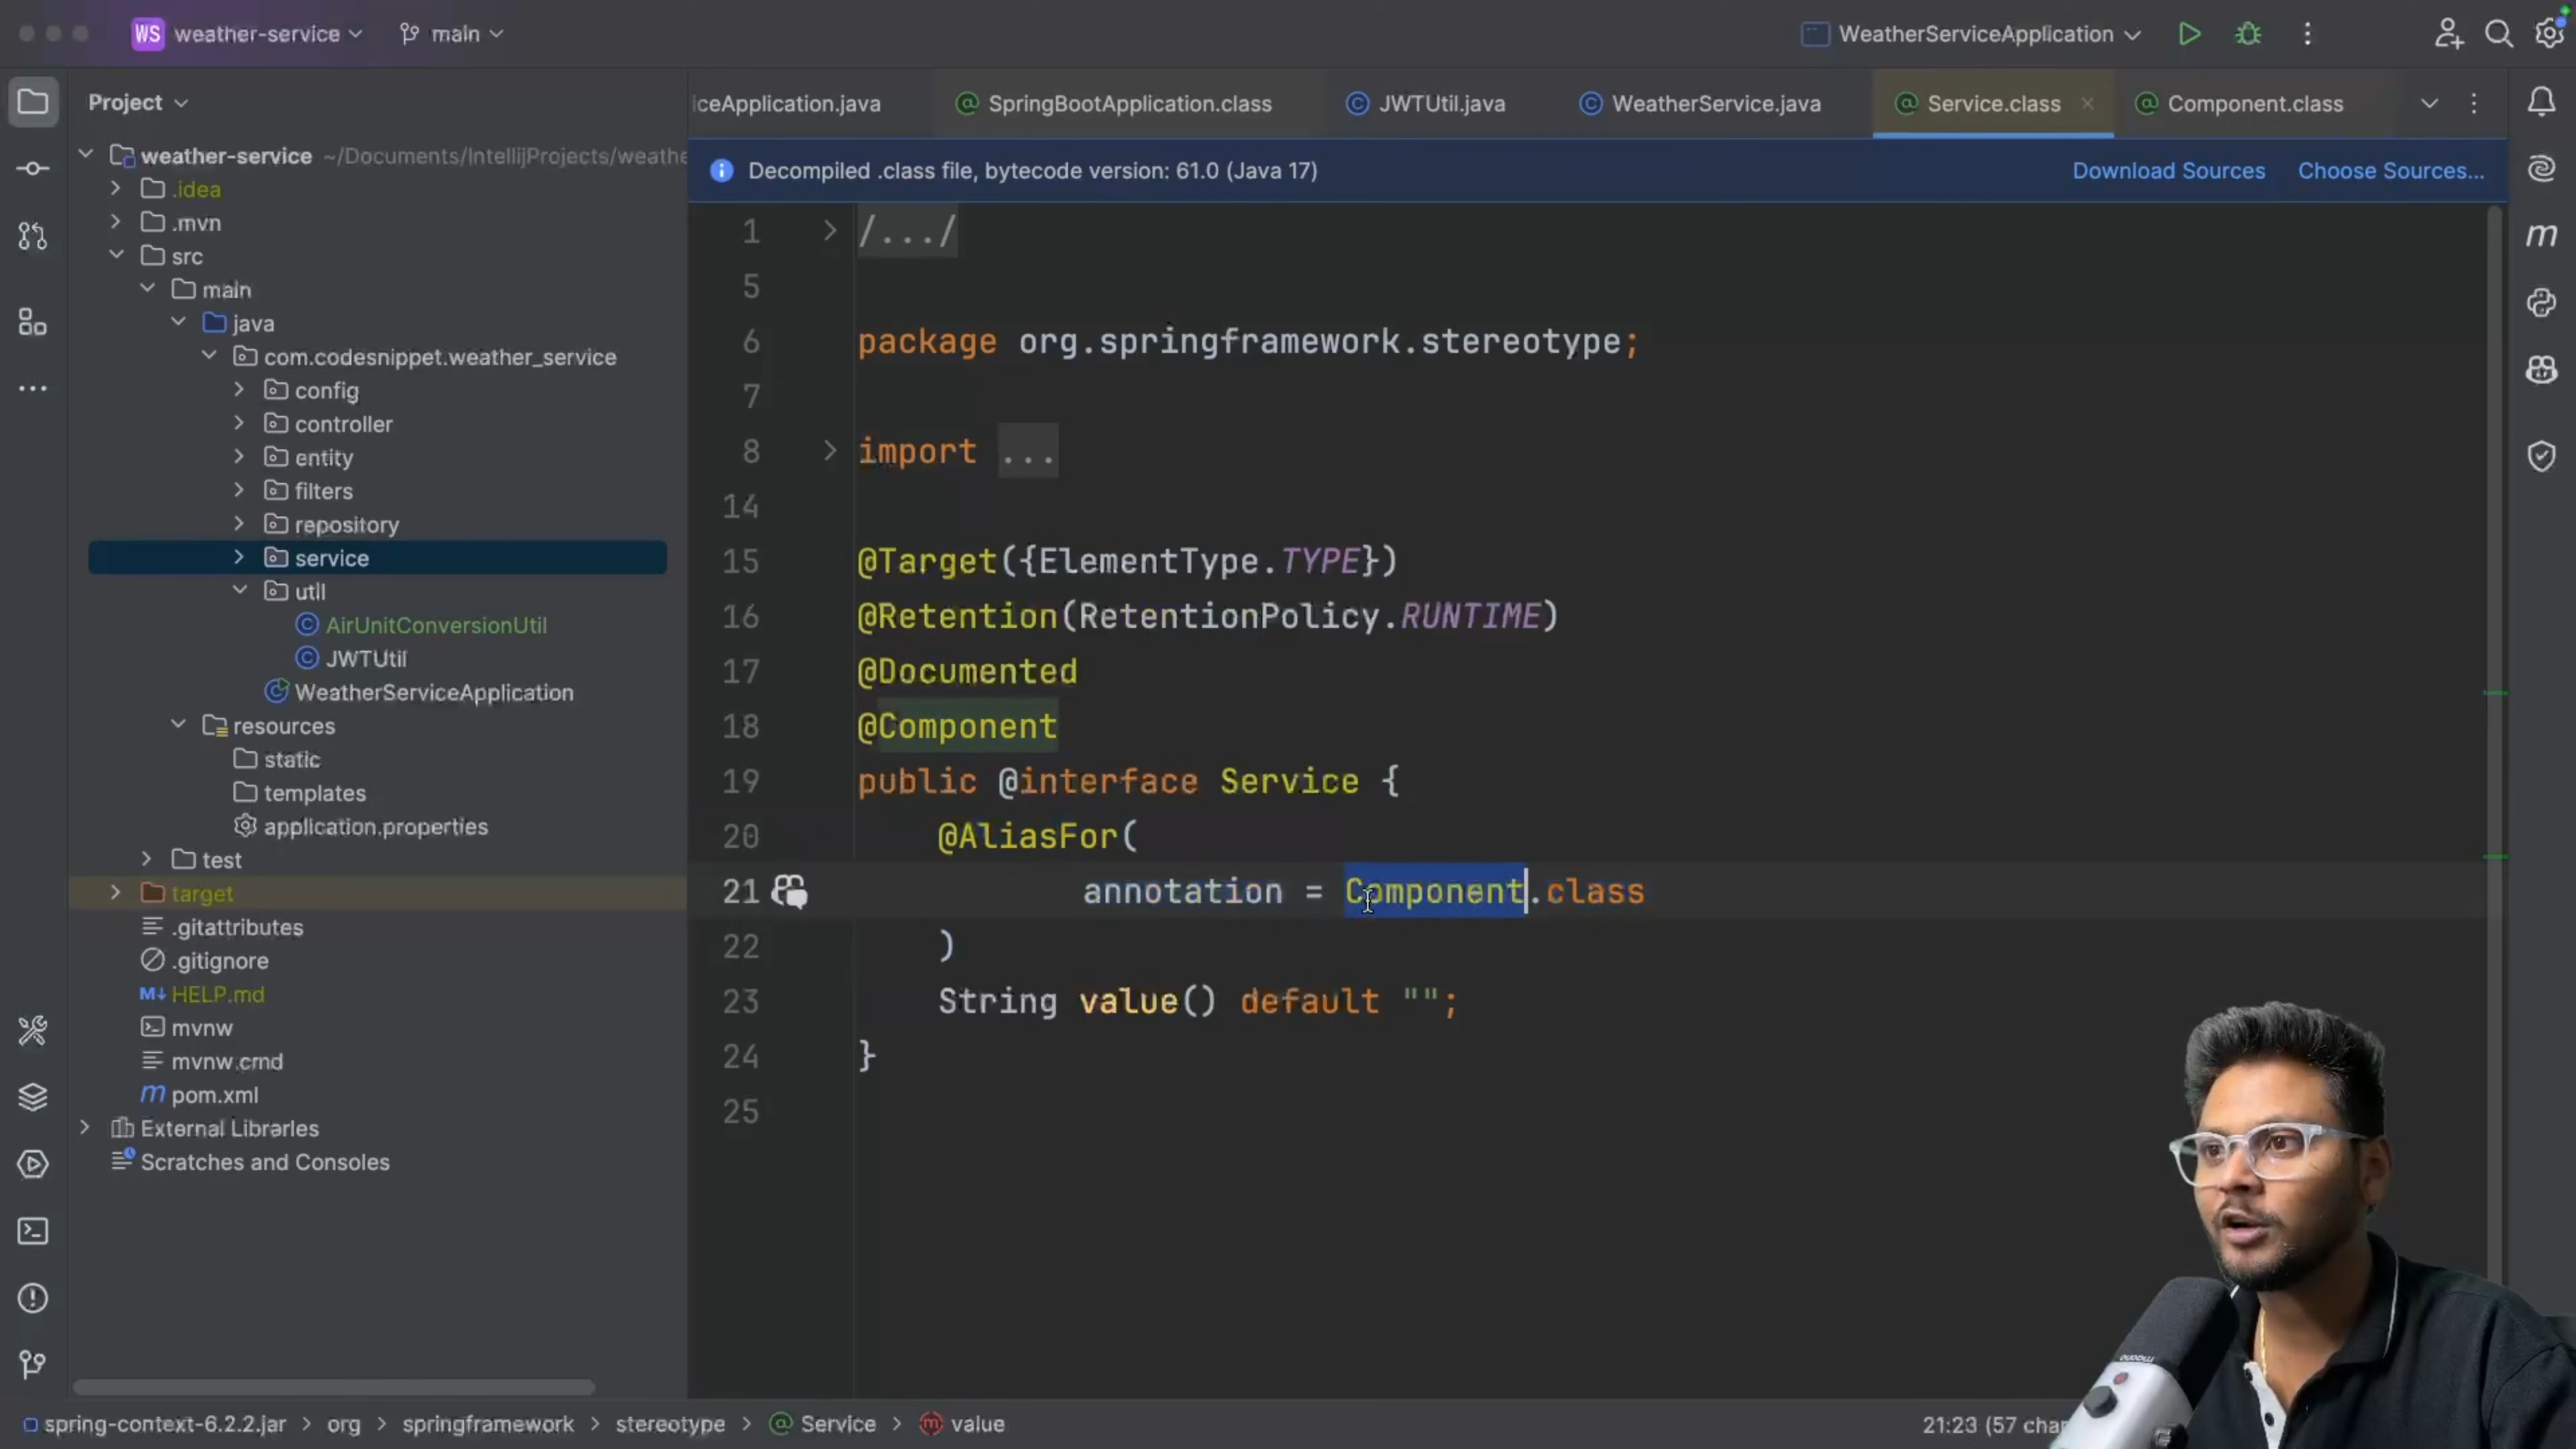 WS weather-service main WeatherServiceApplication
Project
iceApplication.java SpringBootApplication.class JWTUtil.java WeatherService.java Service.class Component.class
Decompiled .class file, bytecode version: 61.0 (Java 17) Download Sources Choose Sources...
weather-service ~/Documents/IntellijProjects/weathe
.idea
.mvn
src
main
java
com.codesnippet.weather_service
config
controller
entity
filters
repository
service
util
AirUnitConversionUtil
JWTUtil
WeatherServiceApplication
resources
static
templates
application.properties
test
target
.gitattributes
.gitignore
HELP.md
mvnw
mvnw.cmd
pom.xml
External Libraries
Scratches and Consoles
1 /.../
5
6 package org.springframework.stereotype;
7
8 import ...
14
15 @Target({ElementType.TYPE})
16 @Retention(RetentionPolicy.RUNTIME)
17 @Documented
18 @Component
19 public @interface Service {
20 @AliasFor(
21 annotation = Component.class
22 )
23 String value() default "";
24 }
25
spring-context-6.2.2.jar > org > springframework > stereotype > Service > value 21:23 (57 char